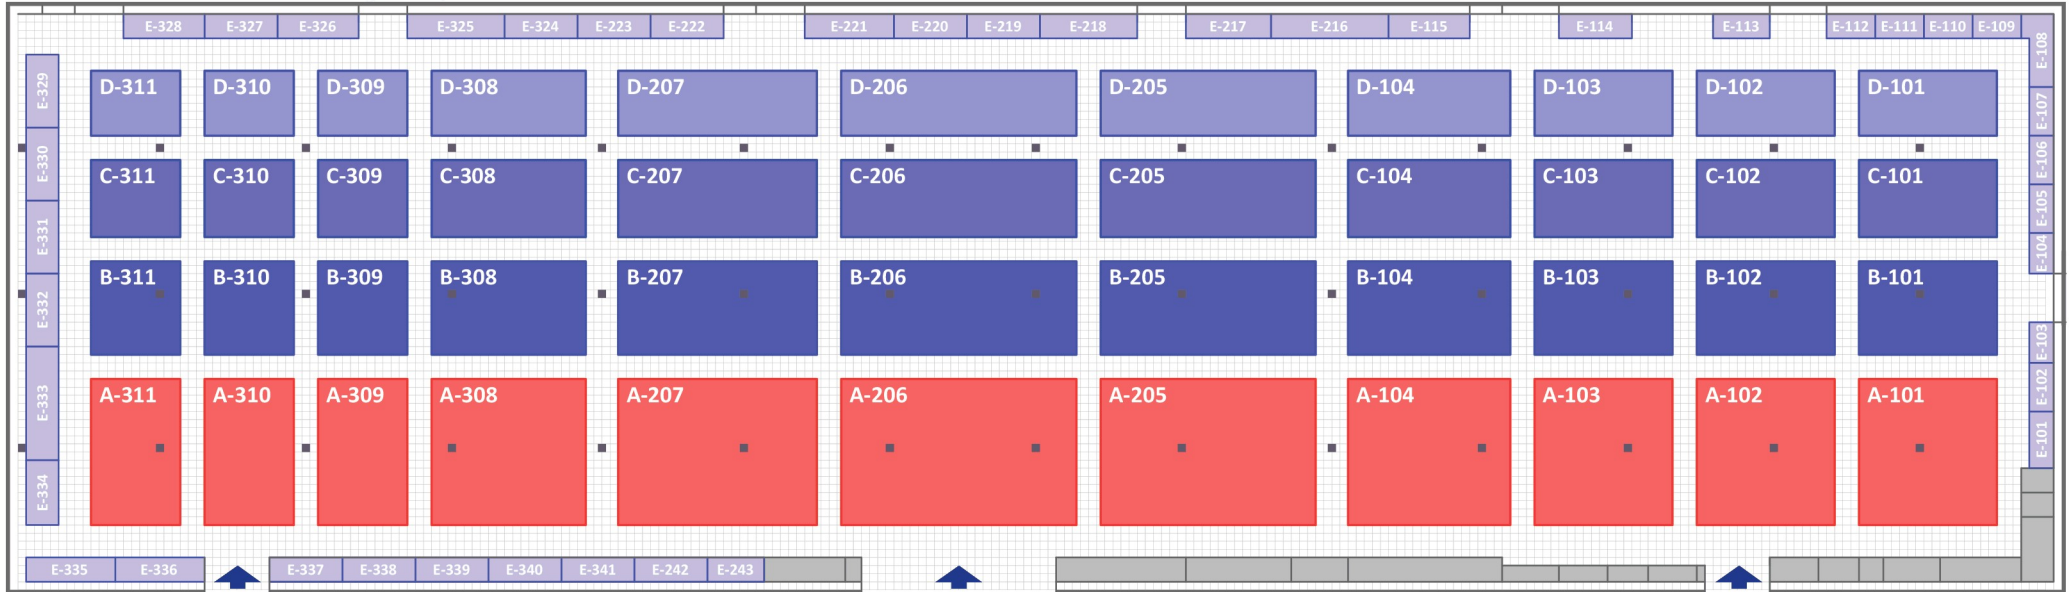 E-328 E-327 E-326 E-325 E-324 E-223 E-222 E-221 E-220 E-219 E-218 E-217 E-216 E-115 E-114 E-113 E-112 E-111 E-110 E-109
E-108
E-329
D-311 D-310 D-309 D-308 D-207 D-206 D-205 D-104 D-103 D-102 D-101
E-107
E-330
E-106
C-311 C-310 C-309 C-308 C-207 C-206 C-205 C-104 C-103 C-102 C-101
E-105
E-331
E-104
B-311 B-310 B-309 B-308 B-207 B-206 B-205 B-104 B-103 B-102 B-101
E-332
E-103
E-333
E-102
A-311 A-310 A-309 A-308 A-207 A-206 A-205 A-104 A-103 A-102 A-101
E-101
E-334
E-335 E-336 E-337 E-338 E-339 E-340 E-341 E-242 E-243